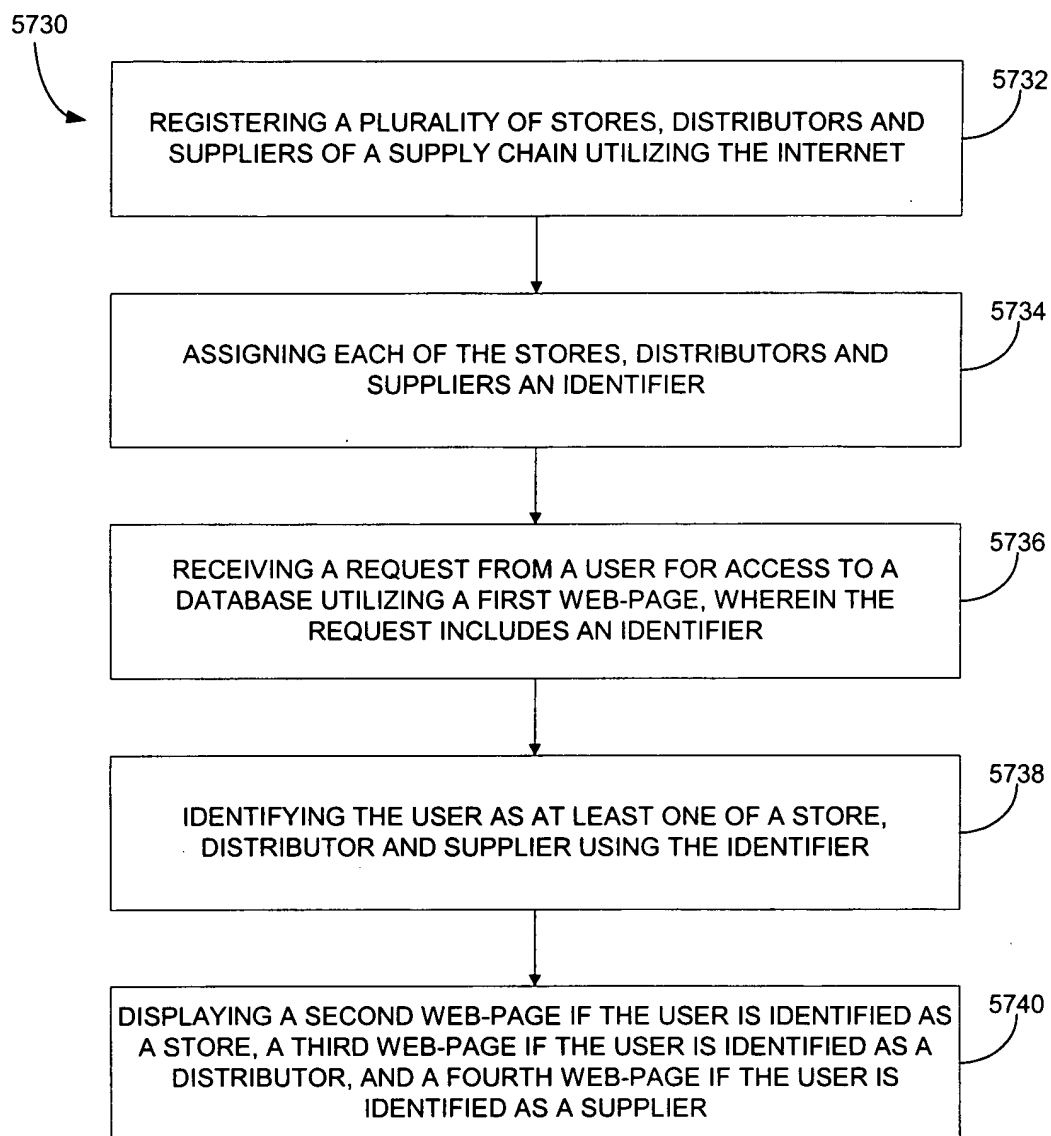 5730
5732
REGISTERING A PLURALITY OF STORES, DISTRIBUTORS AND
SUPPLIERS OF A SUPPLY CHAIN UTILIZING THE INTERNET
5734
ASSIGNING EACH OF THE STORES, DISTRIBUTORS AND
SUPPLIERS AN IDENTIFIER
5736
RECEIVING A REQUEST FROM A USER FOR ACCESS TO A
DATABASE UTILIZING A FIRST WEB-PAGE, WHEREIN THE
REQUEST INCLUDES AN IDENTIFIER
5738
IDENTIFYING THE USER AS AT LEAST ONE OF A STORE,
DISTRIBUTOR AND SUPPLIER USING THE IDENTIFIER
5740
DISPLAYING A SECOND WEB-PAGE IF THE USER IS IDENTIFIED AS
A STORE, A THIRD WEB-PAGE IF THE USER IS IDENTIFIED AS A
DISTRIBUTOR, AND A FOURTH WEB-PAGE IF THE USER IS
IDENTIFIED AS A SUPPLIER